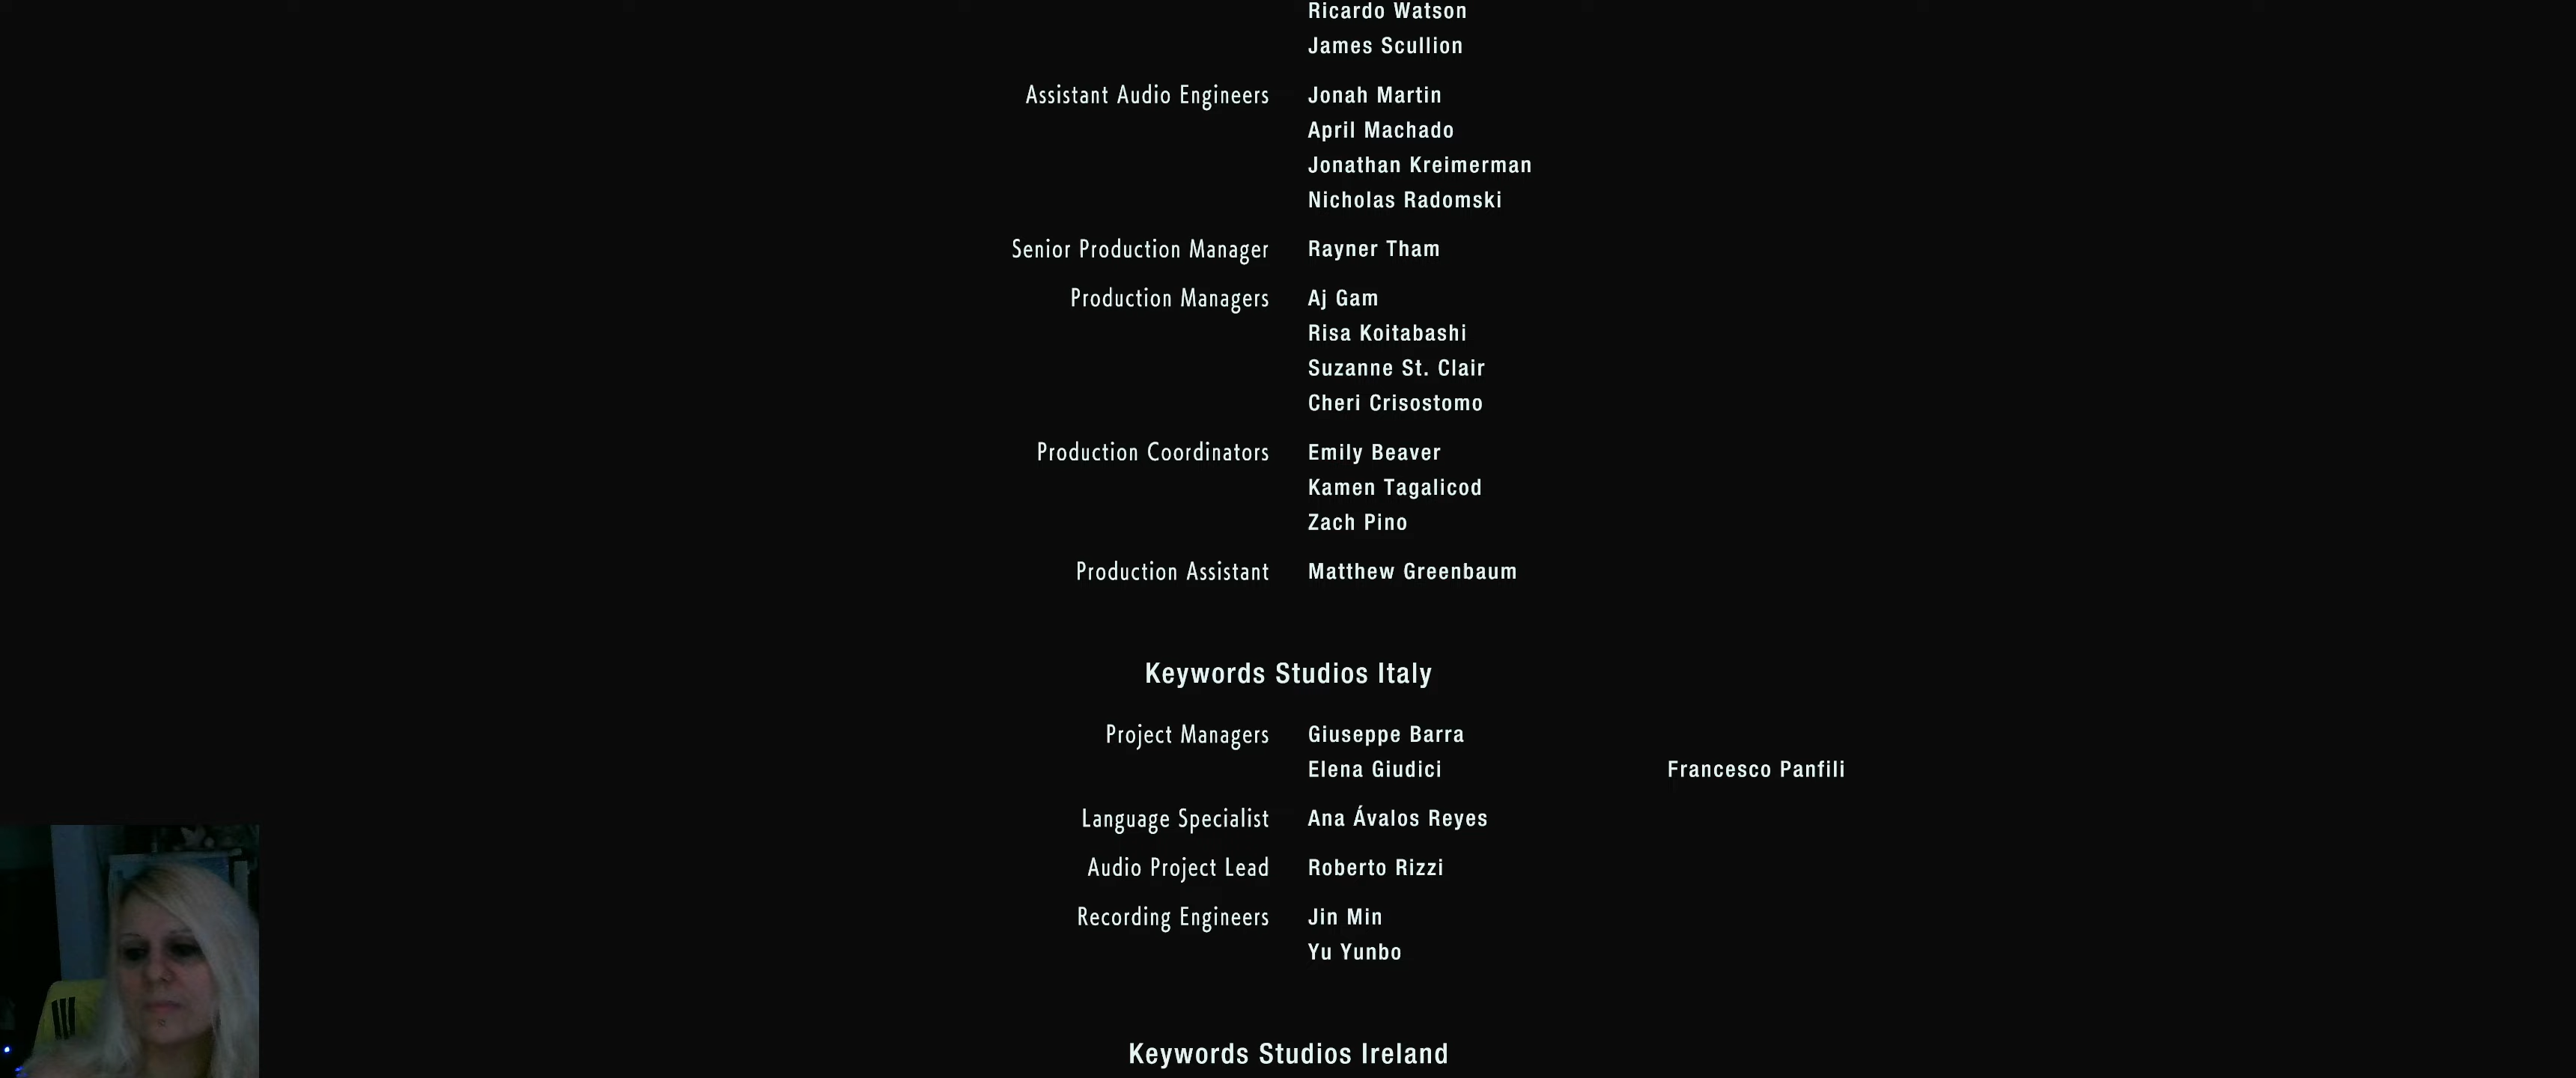 Ricardo Watson
James Scullion
Assistant Audio Engineers Jonah Martin
April Machado
Jonathan Kreimerman
Nicholas Radomski
Senior Production Manager Rayner Tham
Production Managers Aj Gam
Risa Koitabashi
Suzanne St. Clair
Cheri Crisostomo
Production Coordinators Emily Beaver
Kamen Tagalicod
Zach Pino
Production Assistant Matthew Greenbaum
Keywords Studios Italy
Project Managers Giuseppe Barra
Elena Giudici Francesco Panfili
Language Specialist Ana Ávalos Reyes
Audio Project Lead Roberto Rizzi
Recording Engineers Jin Min
Yu Yunbo
Keywords Studios Ireland